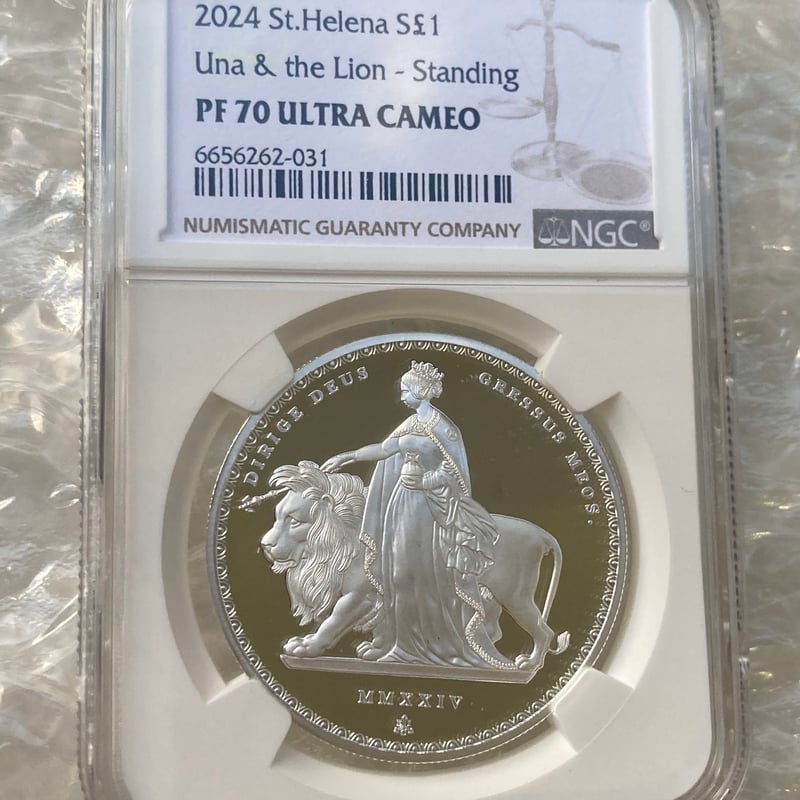 2024 St.Helena S£1
Una & the Lion - Standing
PF 70 ULTRA CAMEO
6656262-031
NUMISMATIC GUARANTY COMPANY
NGC®
DIRIGE DEUS GRESSUS MEOS.
MMXXIV